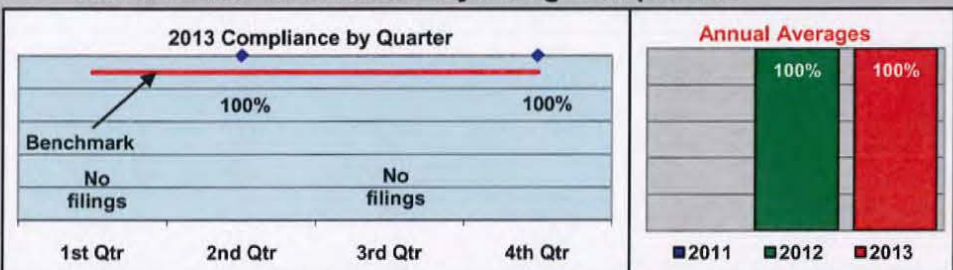 2013 Compliance by Quarter
100%
100%
Benchmark
No
filings
No
filings
1st Qtr
2nd Qtr
3rd Qtr
4th Qtr
Annual Averages
100%
100%
2011
2012
2013